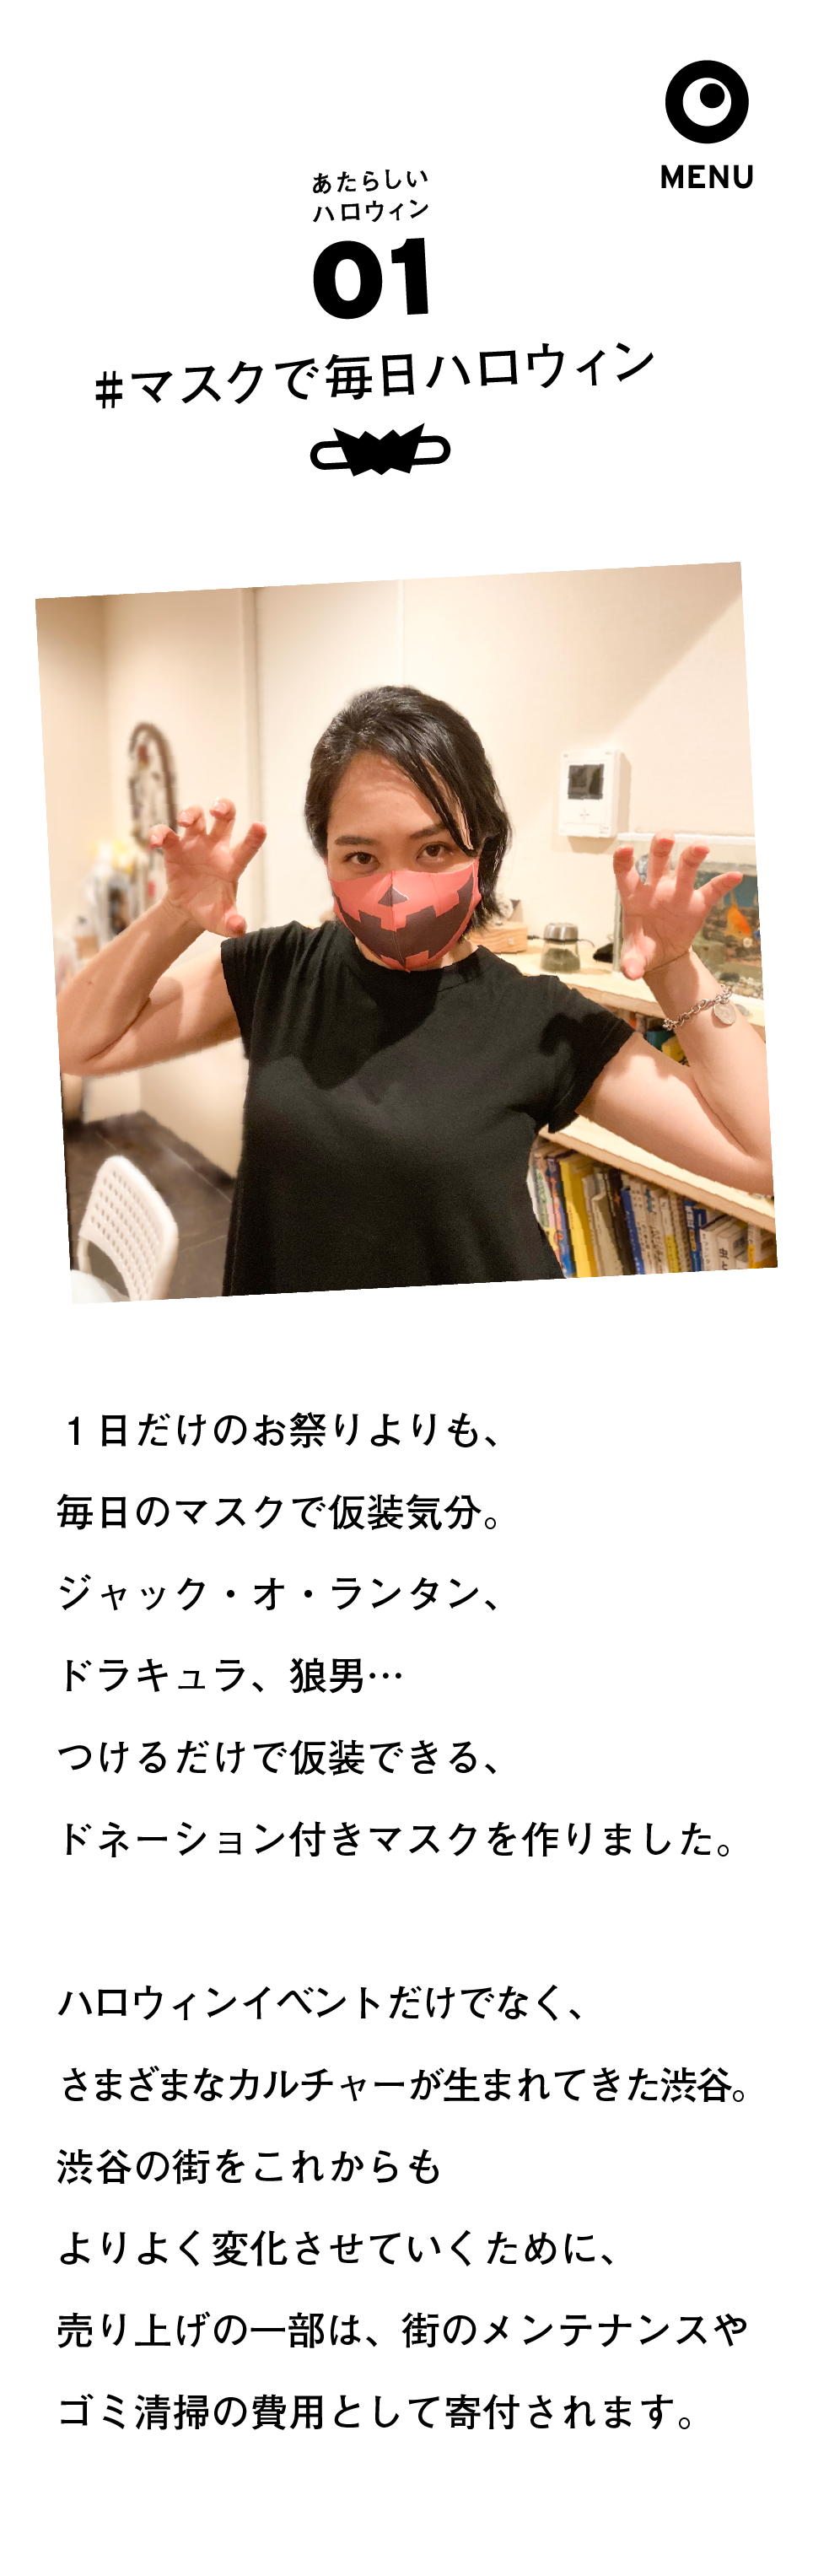 MENU
あたらしい
ハロウィン
01
#マスクで毎日ハロウィン
１日だけのお祭りよりも、
毎日のマスクで仮装気分。
ジャック・オ・ランタン、
ドラキュラ、狼男…
つけるだけで仮装できる、
ドネーション付きマスクを作りました。
ハロウィンイベントだけでなく、
さまざまなカルチャーが生まれてきた渋谷。
渋谷の街をこれからも
よりよく変化させていくために、
売り上げの一部は、街のメンテナンスや
ゴミ清掃の費用として寄付されます。